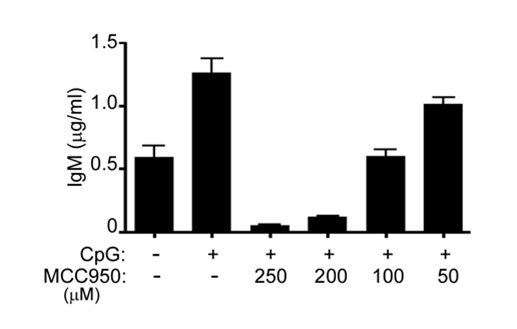 1.5
1.0
0.5
0
IgM (μg/ml)
CpG: - + + + + +
MCC950: - - 250 200 100 50
(μM)